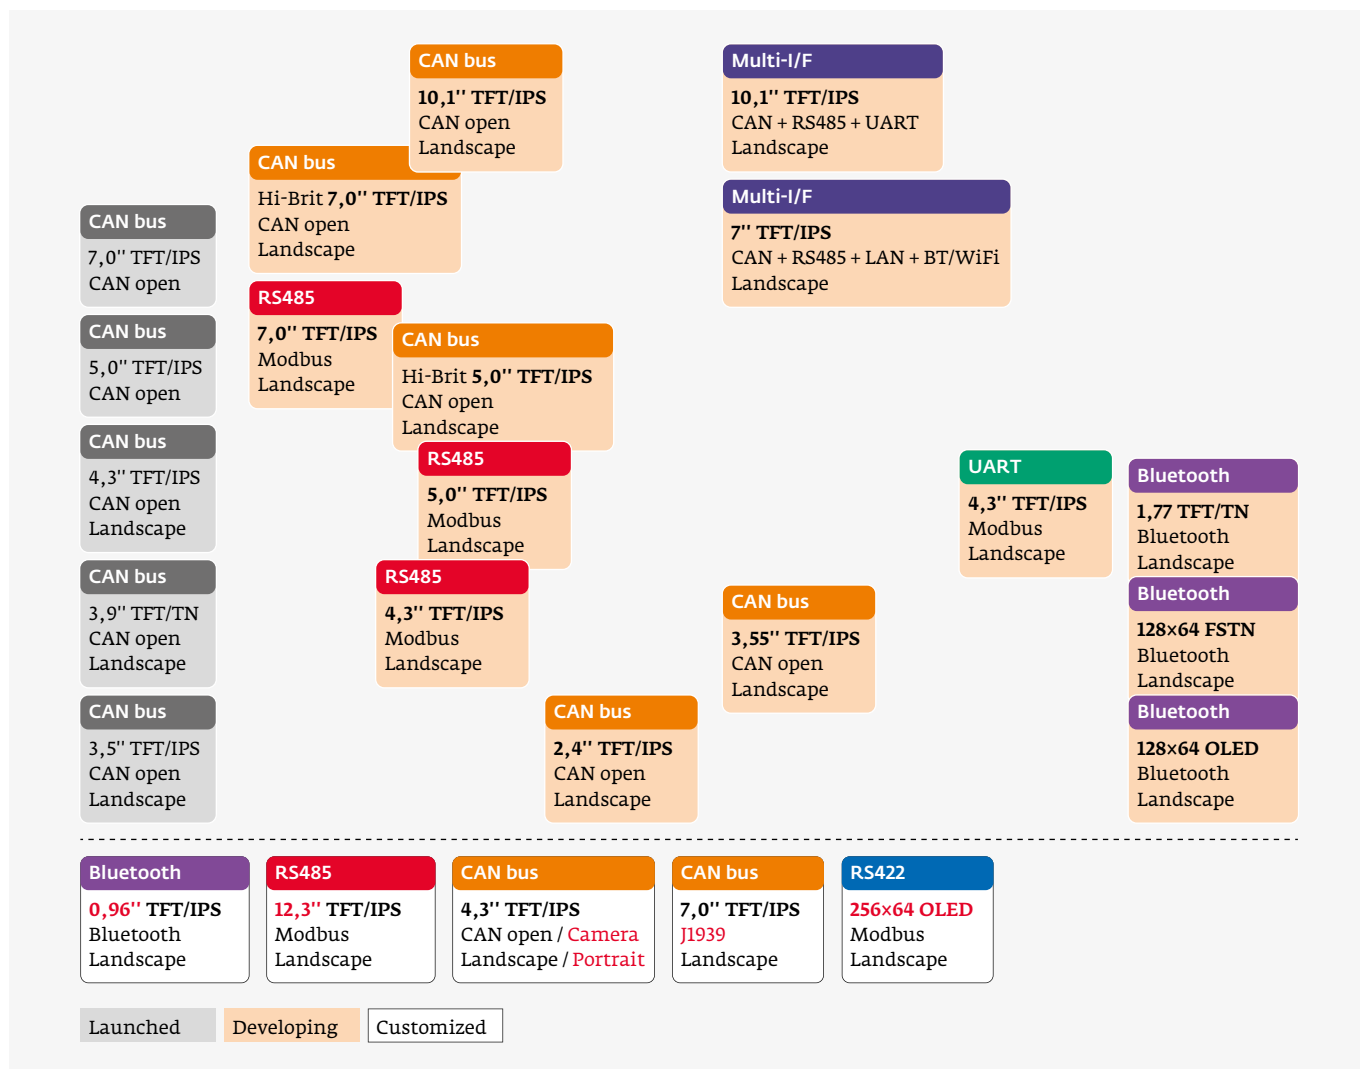 CAN bus
10,1'' TFT/IPS
CAN open
Landscape
Multi-I/F
10,1'' TFT/IPS
CAN + RS485 + UART
Landscape
CAN bus
Hi-Brit 7,0'' TFT/IPS
CAN open
Landscape
Multi-I/F
7'' TFT/IPS
CAN + RS485 + LAN + BT/WiFi
Landscape
CAN bus
7,0'' TFT/IPS
CAN open
RS485
7,0'' TFT/IPS
Modbus
Landscape
CAN bus
5,0'' TFT/IPS
CAN open
CAN bus
Hi-Brit 5,0'' TFT/IPS
CAN open
Landscape
CAN bus
4,3'' TFT/IPS
CAN open
Landscape
RS485
5,0'' TFT/IPS
Modbus
Landscape
UART
4,3'' TFT/IPS
Modbus
Landscape
Bluetooth
1,77 TFT/TN
Bluetooth
Landscape
CAN bus
3,9'' TFT/TN
CAN open
Landscape
RS485
4,3'' TFT/IPS
Modbus
Landscape
CAN bus
3,55'' TFT/IPS
CAN open
Landscape
Bluetooth
128×64 FSTN
Bluetooth
Landscape
CAN bus
3,5'' TFT/IPS
CAN open
Landscape
CAN bus
2,4'' TFT/IPS
CAN open
Landscape
Bluetooth
128×64 OLED
Bluetooth
Landscape
Bluetooth
0,96'' TFT/IPS
Bluetooth
Landscape
RS485
12,3'' TFT/IPS
Modbus
Landscape
CAN bus
4,3'' TFT/IPS
CAN open / Camera
Landscape / Portrait
CAN bus
7,0'' TFT/IPS
J1939
Landscape
RS422
256×64 OLED
Modbus
Landscape
Launched
Developing
Customized